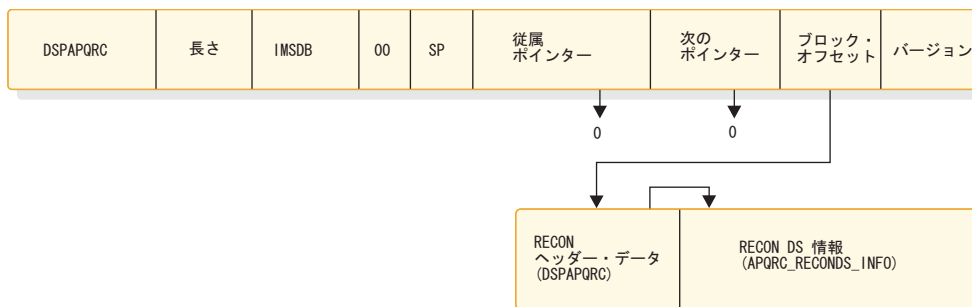 DSPAPQRC
長さ
IMSDB
00
SP
従属
ポインター
次の
ポインター
ブロック・
オフセット
バージョン
0
0
RECON
ヘッダー・データ
(DSPAPQRC)
RECON DS 情報
(APQRC_RECONDS_INFO)